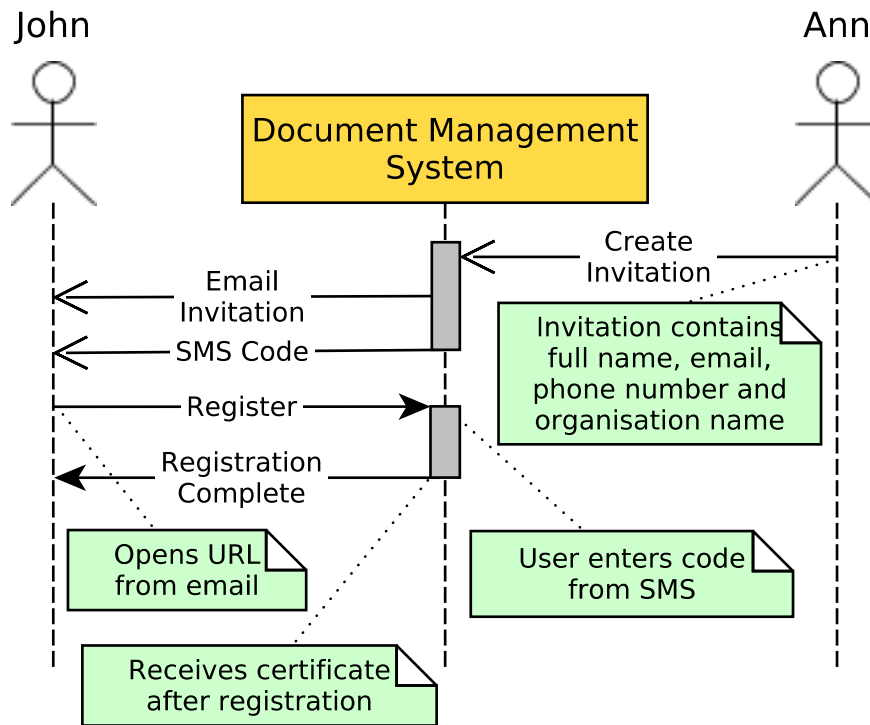 John
Ann
Document Management
System
Create
Invitation
Email
Invitation
SMS Code
Invitation contains
full name, email,
phone number and
organisation name
Register
Registration
Complete
Opens URL
from email
User enters code
from SMS
Receives certificate
after registration